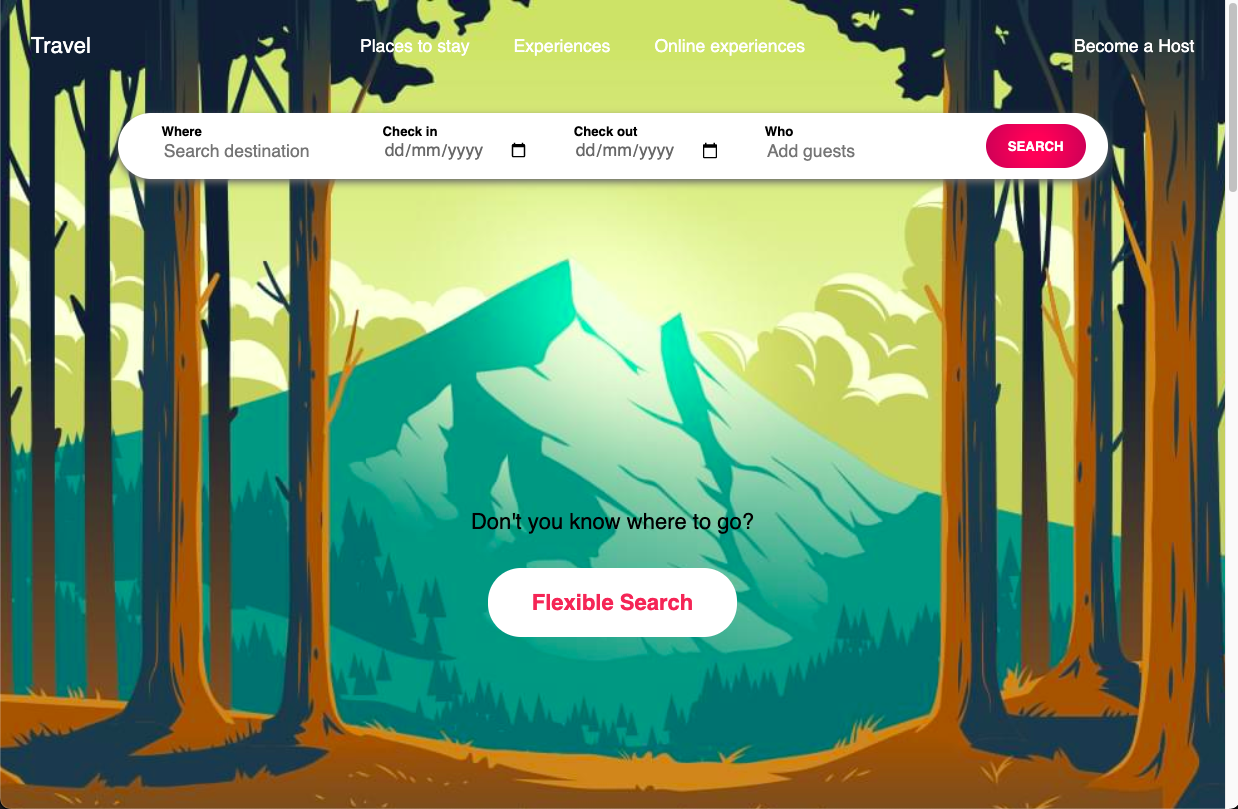 Travel
Places to stay
Experiences
Online experiences
Become a Host
Where
Search destination
Check in
dd/mm/yyyy
Check out
dd/mm/yyyy
Who
Add guests
SEARCH
Don't you know where to go?
Flexible Search